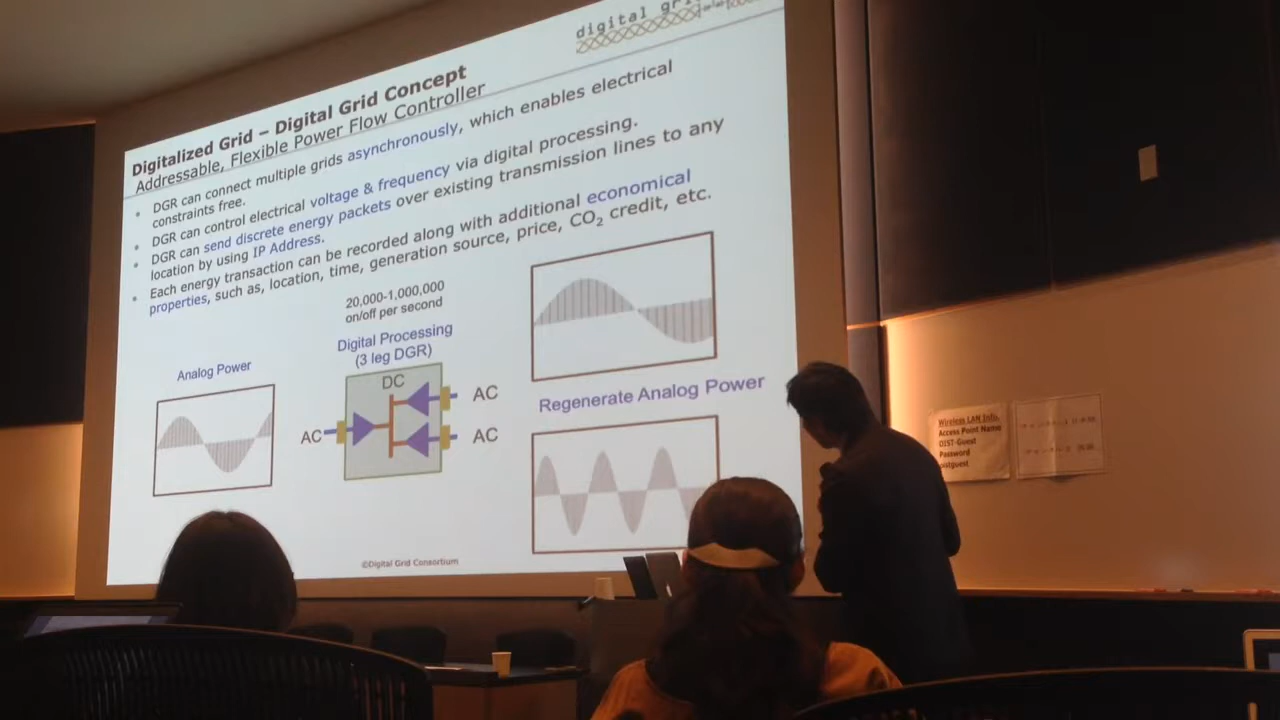 digital gri
Digitalized Grid – Digital Grid Concept
Addressable, Flexible Power Flow Controller
• DGR can connect multiple grids asynchronously, which enables electrical
constraints free.
• DGR can control electrical voltage & frequency via digital processing.
• DGR can send discrete energy packets over existing transmission lines to any
location by using IP Address.
• Each energy transaction can be recorded along with additional economical
properties, such as, location, time, generation source, price, CO₂ credit, etc.
20,000-1,000,000
on/off per second
Digital Processing
(3 leg DGR)
Analog Power
DC
AC
AC
AC
Regenerate Analog Power
©Digital Grid Consortium
Wireless LAN Info.
Access Point Name
OIST-Guest
Password
oistguest